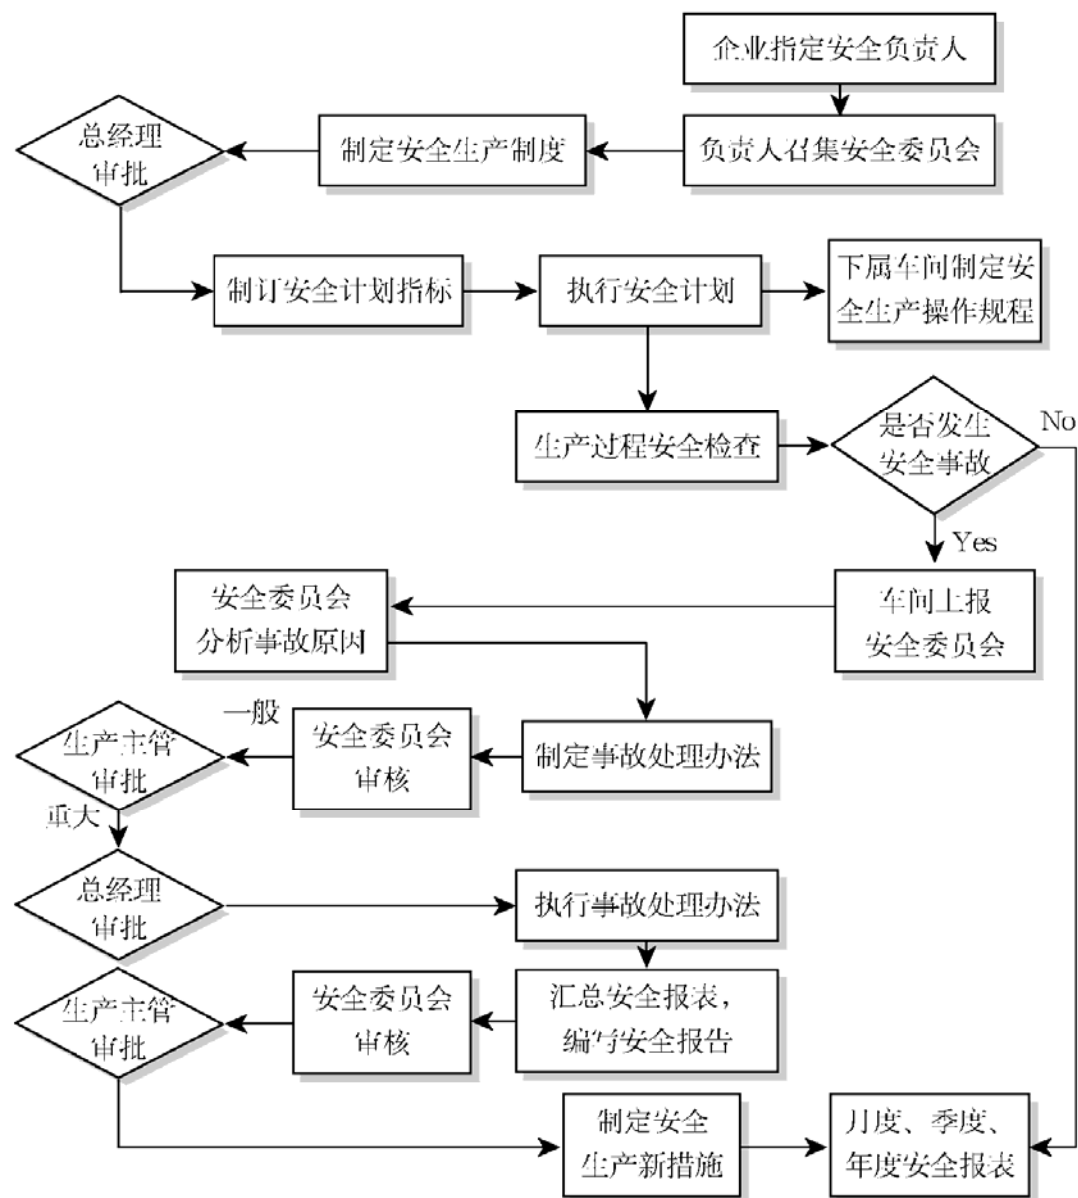 企业指定安全负责人
总经理
审批
制定安全生产制度
负责人召集安全委员会
制订安全计划指标
执行安全计划
下属车间制定安
全生产操作规程
生产过程安全检查
是否发生
安全事故
No
Yes
安全委员会
分析事故原因
车间上报
安全委员会
生产主管
审批
一般
安全委员会
审核
制定事故处理办法
重大
总经理
审批
执行事故处理办法
生产主管
审批
安全委员会
审核
汇总安全报表，
编写安全报告
制定安全
生产新措施
月度、季度、
年度安全报表